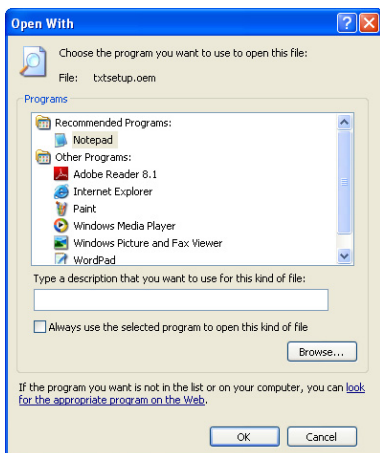 Open With
Choose the program you want to use to open this file:
File: txtsetup.oem
Programs
Recommended Programs:
Notepad
Other Programs:
Adobe Reader 8.1
Internet Explorer
Paint
Windows Media Player
Windows Picture and Fax Viewer
WordPad
Type a description that you want to use for this kind of file:
Always use the selected program to open this kind of file
Browse...
If the program you want is not in the list or on your computer, you can look
for the appropriate program on the Web.
OK Cancel